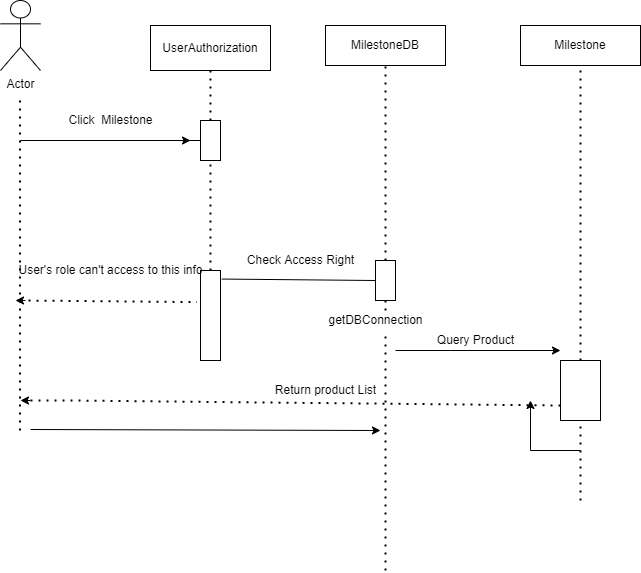 UserAuthorization
MilestoneDB
Milestone
Actor
Click Milestone
Check Access Right
User's role can't access to this info
getDBConnection
Query Product
Return product List